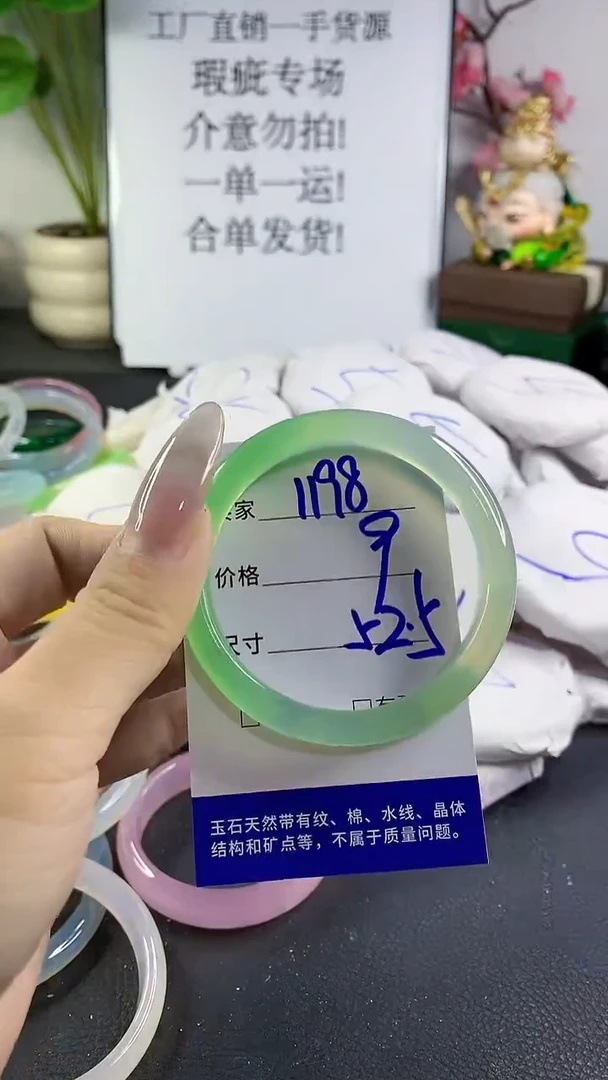 工厂直销一手货源
瑕疵专场
介意勿拍!
一单一运!
合单发货!
家 1198
价格 9
尺寸 52.5
玉石天然带有纹、棉、水线、晶体
结构和矿点等，不属于质量问题。